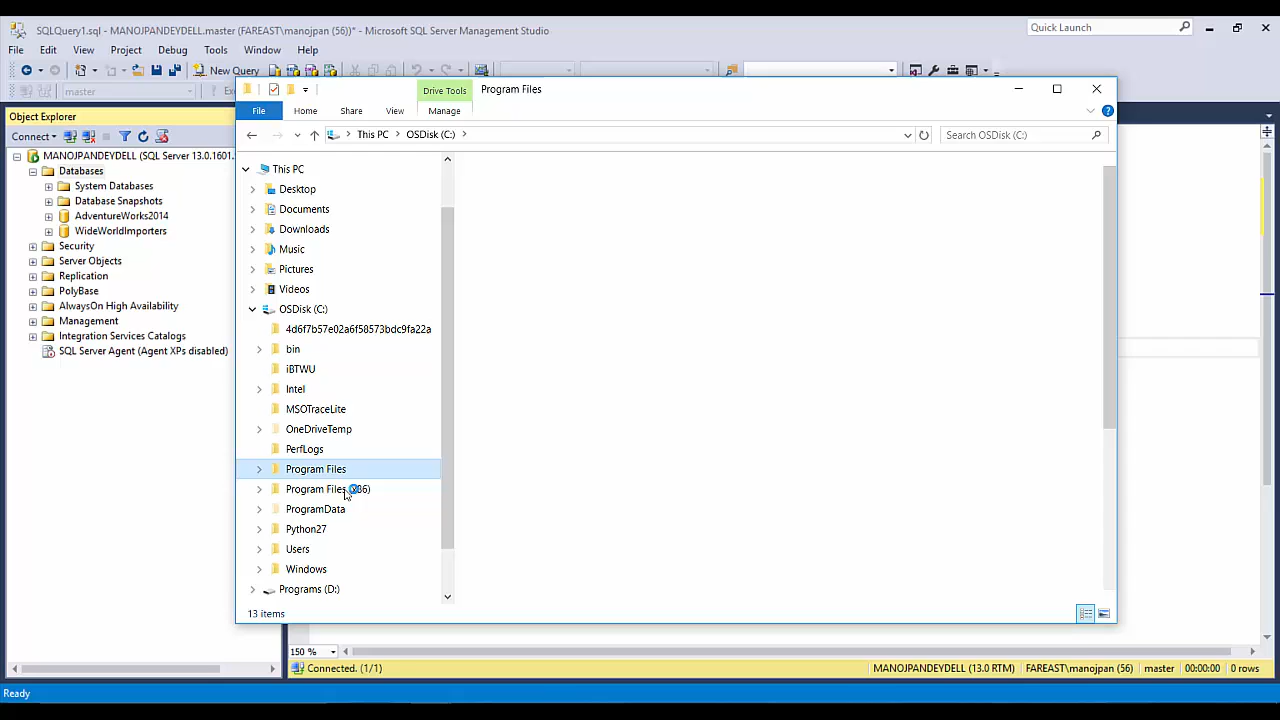 SQLQuery1.sql - MANOJPANDEYDELL.master (FAREAST\manojpan (56))* - Microsoft SQL Server Management Studio
Quick Launch
File Edit View Project Debug Tools Window Help
New Query
master
Object Explorer
Connect
MANOJPANDEYDELL (SQL Server 13.0.1601.
Databases
System Databases
Database Snapshots
AdventureWorks2014
WideWorldImporters
Security
Server Objects
Replication
PolyBase
AlwaysOn High Availability
Management
Integration Services Catalogs
SQL Server Agent (Agent XPs disabled)
Drive Tools Program Files
File Home Share View Manage
This PC OSDisk (C:)
Search OSDisk (C:)
This PC
Desktop
Documents
Downloads
Music
Pictures
Videos
OSDisk (C:)
4d6f7b57e02a6f58573bdc9fa22a
bin
iBTWU
Intel
MSOTraceLite
OneDriveTemp
PerfLogs
Program Files
Program Files (x86)
ProgramData
Python27
Users
Windows
Programs (D:)
13 items
150 %
Connected. (1/1) MANOJPANDEYDELL (13.0 RTM) FAREAST\manojpan (56) master 00:00:00 0 rows
Ready